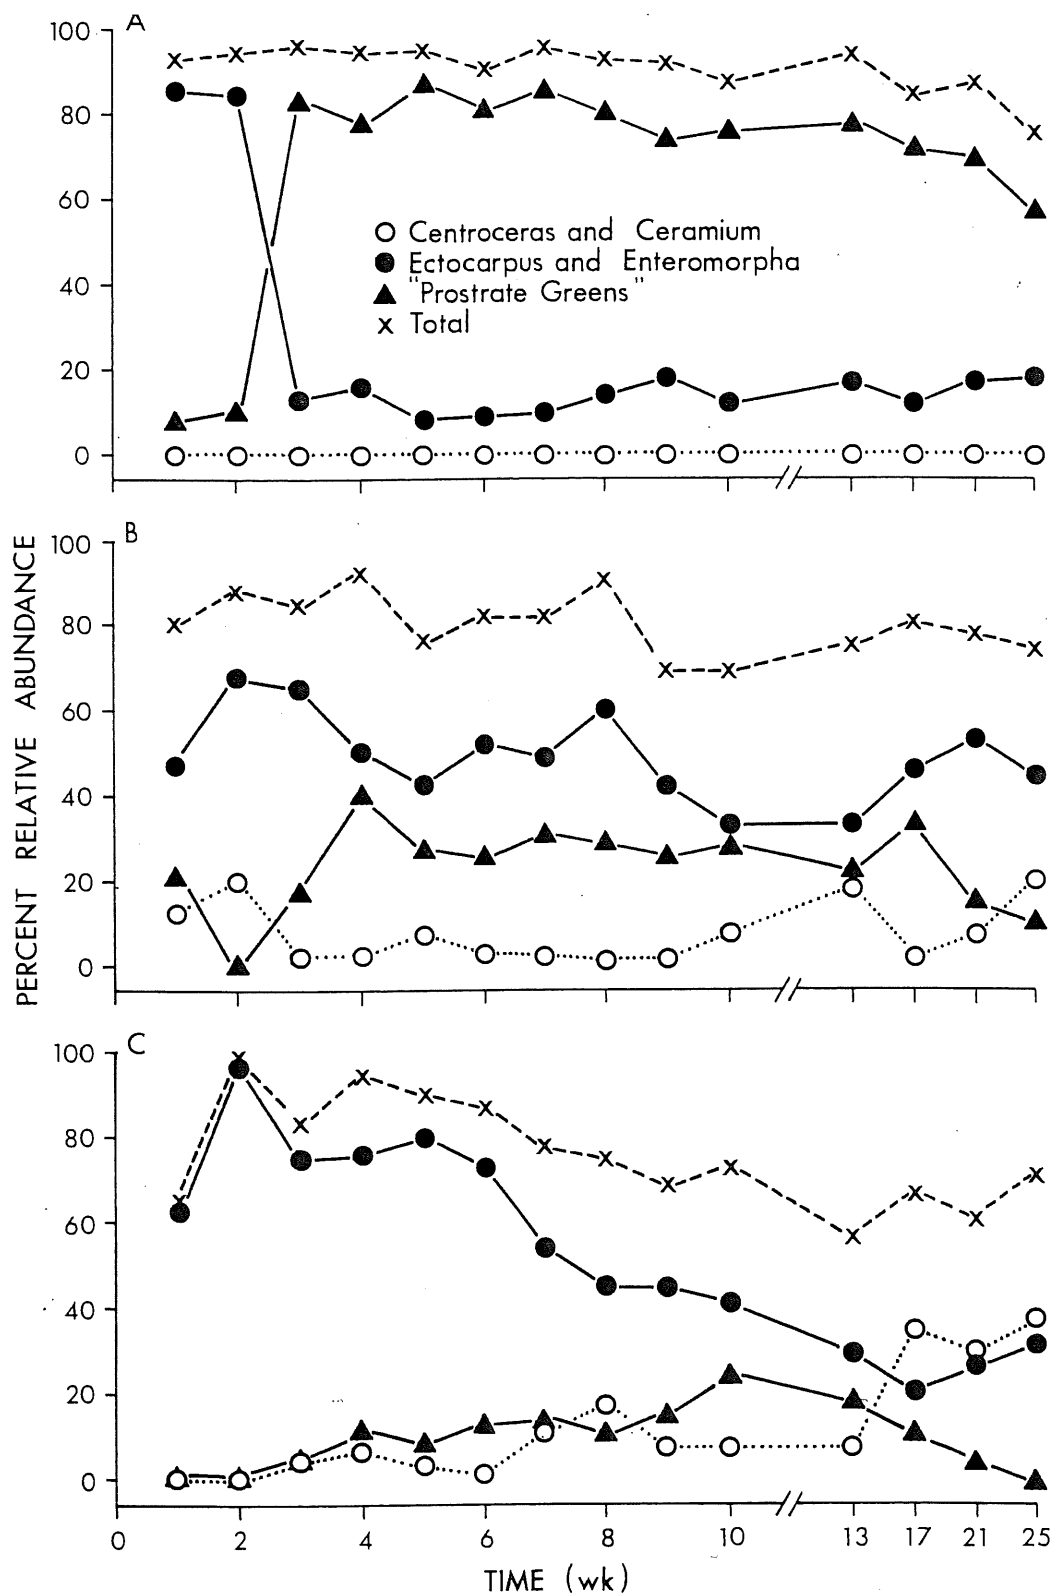 A
100
80
60
40
20
0
○ Centroceras and Ceramium
● Ectocarpus and Enteromorpha
▲ "Prostrate Greens"
x Total
PERCENT RELATIVE ABUNDANCE
B
100
80
60
40
20
0
C
100
80
60
40
20
0
0 2 4 6 8 10 13 17 21 25
TIME (wk)